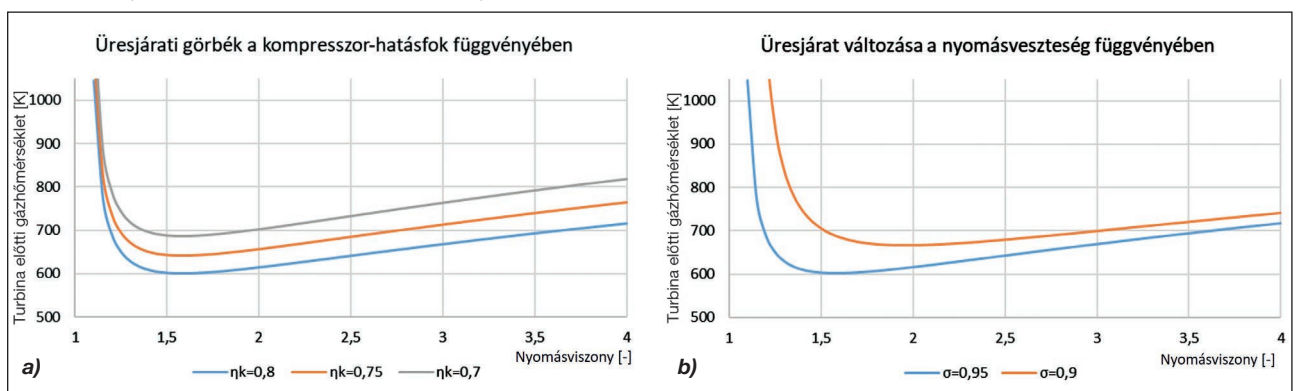 Üresjárati görbék a kompresszor-hatásfok függvényében
Turbina előtti gázhőmérséklet [K]
1000
900
800
700
600
500
1 1,5 2 2,5 3 3,5 4
Nyomásviszony [-]
a)
ηk=0,8 ηk=0,75 ηk=0,7
Üresjárat változása a nyomásveszteség függvényében
Turbina előtti gázhőmérséklet [K]
1000
900
800
700
600
500
1 1,5 2 2,5 3 3,5 4
Nyomásviszony [-]
b)
σ=0,95 σ=0,9